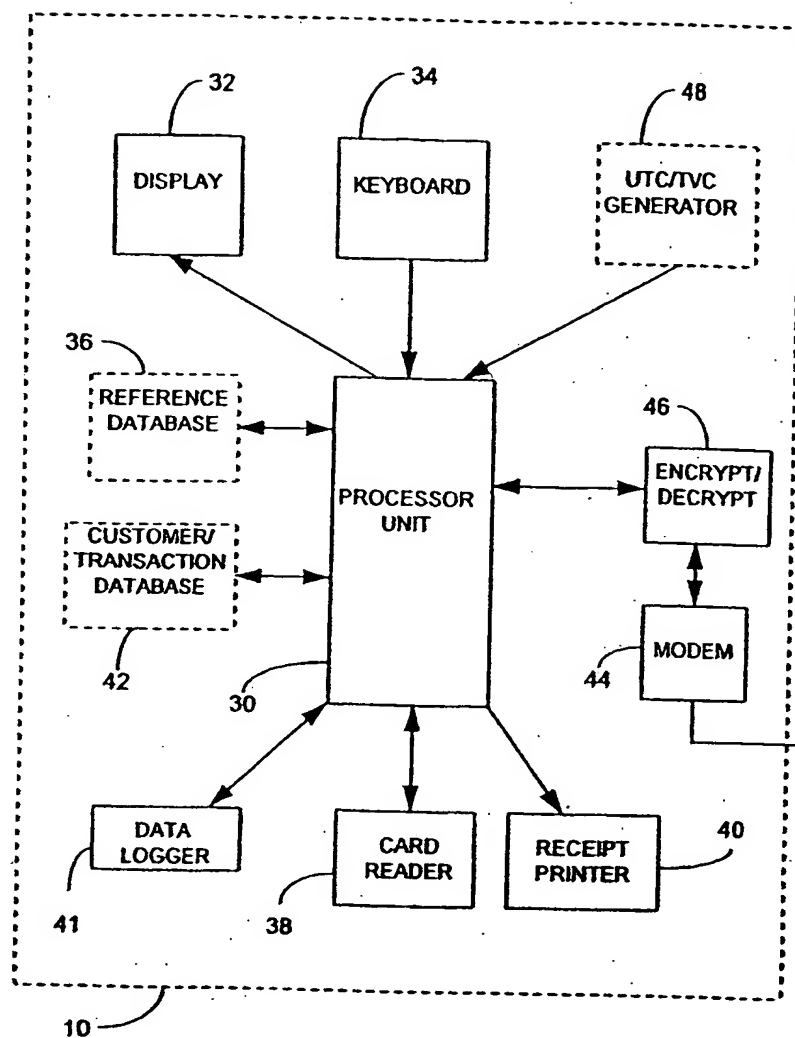 32
34
48
DISPLAY
KEYBOARD
UTC/TVC
GENERATOR
36
REFERENCE
DATABASE
46
ENCRYPT/
DECRYPT
PROCESSOR
UNIT
CUSTOMER/
TRANSACTION
DATABASE
42
30
MODEM
44
DATA
LOGGER
41
CARD
READER
38
RECEIPT
PRINTER
40
10